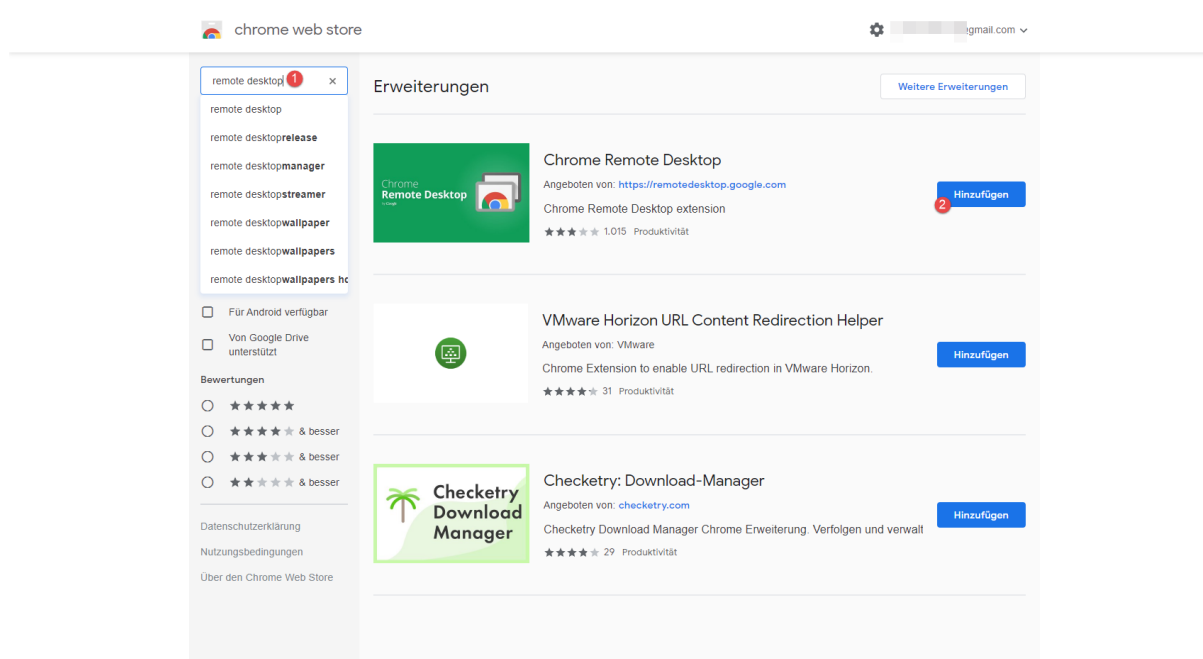 chrome web store
gmail.com
remote desktop 1
remote desktop
remote desktoprelease
remote desktopmanager
remote desktopstreamer
remote desktopwallpaper
remote desktopwallpapers
remote desktopwallpapers
Für Android verfügbar
Von Google Drive
unterstützt
Bewertungen
& besser
& besser
& besser
Datenschutzerklärung
Nutzungsbedingungen
Über den Chrome Web Store
Erweiterungen
Weitere Erweiterungen
Chrome
Remote Desktop
Chrome Remote Desktop
Angeboten von: https://remotedesktop.google.com
Chrome Remote Desktop extension
1.015 Produktivität
Hinzufügen
2
VMware Horizon URL Content Redirection Helper
Angeboten von: VMware
Chrome Extension to enable URL redirection in VMware Horizon.
31 Produktivität
Hinzufügen
Checketry
Download
Manager
Checketry: Download-Manager
Angeboten von: checketry.com
Checketry Download Manager Chrome Erweiterung. Verfolgen und verwalt
29 Produktivität
Hinzufügen